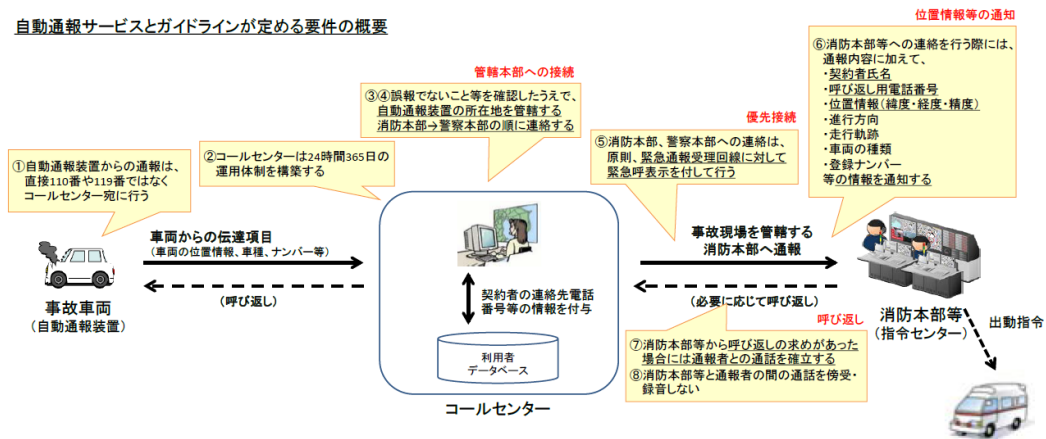 自動通報サービスとガイドラインが定める要件の概要
位置情報等の通知
⑥消防本部等への連絡を行う際には、
通報内容に加えて、
・契約者氏名
・呼び返し用電話番号
・位置情報(緯度・経度・精度)
・進行方向
・走行軌跡
・車両の種類
・登録ナンバー
等の情報を通知する
管轄本部への接続
③④誤報でないこと等を確認したうえで、
自動通報装置の所在地を管轄する
消防本部→警察本部の順に連絡する
優先接続
⑤消防本部、警察本部への連絡は、
原則、緊急通報受理回線に対して
緊急呼表示を付して行う
②コールセンターは24時間365日の
運用体制を構築する
①自動通報装置からの通報は、
直接110番や119番ではなく
コールセンター宛に行う
車両からの伝達項目
(車両の位置情報、車種、ナンバー等)
(呼び返し)
事故車両
(自動通報装置)
契約者の連絡先電話
番号等の情報を付与
利用者
データベース
コールセンター
事故現場を管轄する
消防本部へ通報
(必要に応じて呼び返し)
呼び返し
⑦消防本部等から呼び返しの求めがあった
場合には通報者との通話を確立する
⑧消防本部等と通報者の間の通話を傍受・
録音しない
消防本部等
(指令センター)
出動指令